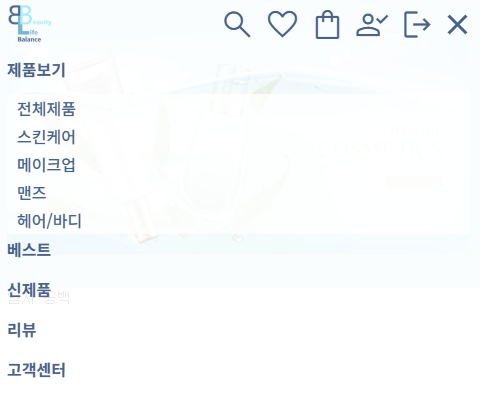 Beautily
Life
Balance
제품보기
전체제품
스킨케어
메이크업
맨즈
헤어/바디
베스트
신제품
리뷰
고객센터